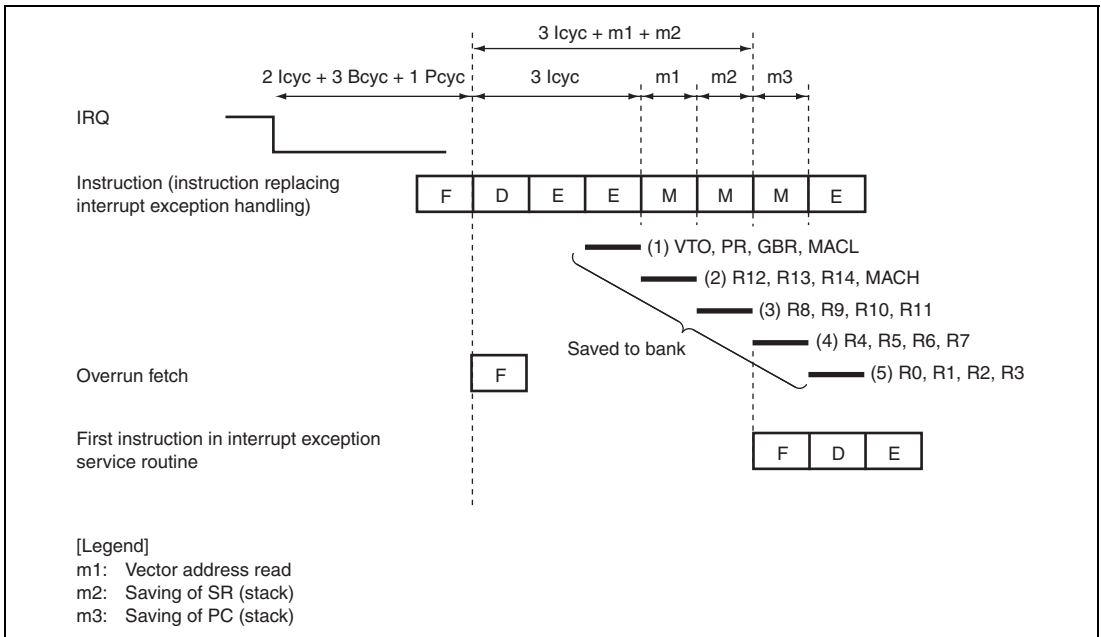 3 Icyc + m1 + m2
2 Icyc + 3 Bcyc + 1 Pcyc
3 Icyc
m1
m2
m3
IRQ
Instruction (instruction replacing
interrupt exception handling)
F D E E M M M E
(1) VTO, PR, GBR, MACL
(2) R12, R13, R14, MACH
(3) R8, R9, R10, R11
(4) R4, R5, R6, R7
Saved to bank
(5) R0, R1, R2, R3
Overrun fetch
F
First instruction in interrupt exception
service routine
F D E
[Legend]
m1: Vector address read
m2: Saving of SR (stack)
m3: Saving of PC (stack)